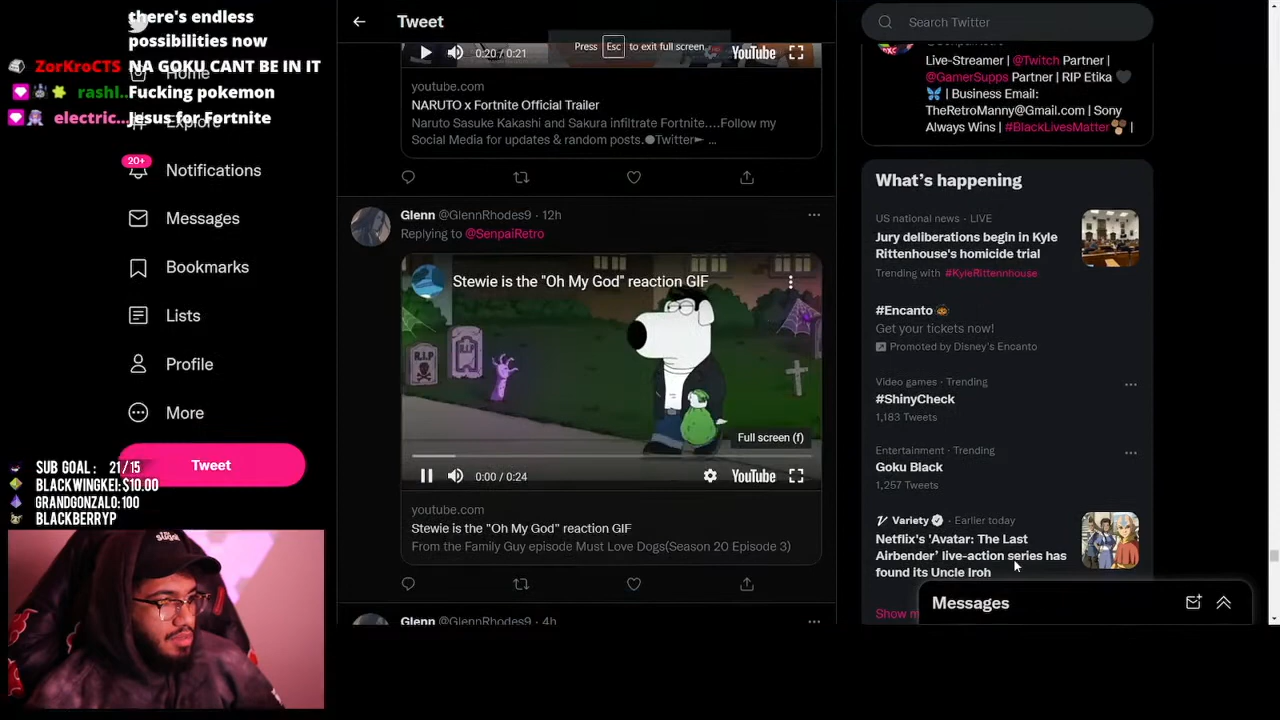 there's endless
possibilities now
ZorKroCTS NA GOKU CANT BE IN IT
rashl.. Fucking pokemon
electric... Jesus for Fortnite
Home
Explore
20+
Notifications
Messages
Bookmarks
Lists
Profile
More
Tweet
SUB GOAL : 21/15
BLACKWINGKEI: $10.00
GRANDGONZALO: 100
BLACKBERRYP
Tweet
Press Esc to exit full screen
0:20 / 0:21
YouTube
youtube.com
NARUTO x Fortnite Official Trailer
Naruto Sasuke Kakashi and Sakura infiltrate Fortnite....Follow my
Social Media for updates & random posts.●Twitter► ...
Glenn @GlennRhodes9 · 12h
Replying to @SenpaiRetro
Stewie is the "Oh My God" reaction GIF
R.I.P
R.I.P
Full screen (f)
0:00 / 0:24
YouTube
youtube.com
Stewie is the "Oh My God" reaction GIF
From the Family Guy episode Must Love Dogs(Season 20 Episode 3)
Glenn @GlennRhodes9 · 4h
Search Twitter
Live-Streamer | @Twitch Partner |
@GamerSupps Partner | RIP Etika
| Business Email:
TheRetroManny@Gmail.com | Sony
Always Wins | #BlackLivesMatter |
What's happening
US national news · LIVE
Jury deliberations begin in Kyle
Rittenhouse's homicide trial
Trending with #KyleRittennhouse
#Encanto
Get your tickets now!
Promoted by Disney's Encanto
Video games · Trending
#ShinyCheck
1,183 Tweets
Entertainment · Trending
Goku Black
1,257 Tweets
Variety · Earlier today
Netflix's 'Avatar: The Last
Airbender' live-action series has
found its Uncle Iroh
Show
Messages